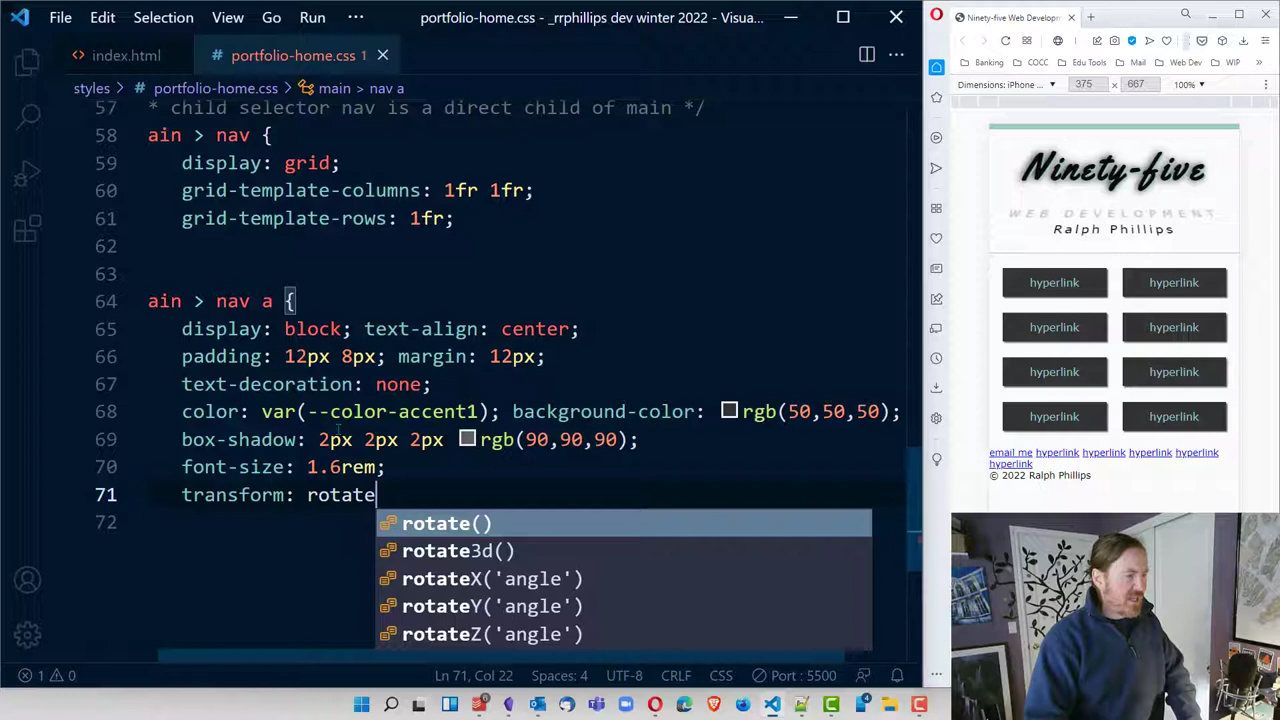 File Edit Selection View Go Run ··· portfolio-home.css - _rrphillips dev winter 2022 - Visua...
index.html # portfolio-home.css 1
styles > # portfolio-home.css > main > nav a
57 * child selector nav is a direct child of main */
58 ain > nav {
59 display: grid;
60 grid-template-columns: 1fr 1fr;
61 grid-template-rows: 1fr;
62
63
64 ain > nav a {
65 display: block; text-align: center;
66 padding: 12px 8px; margin: 12px;
67 text-decoration: none;
68 color: var(--color-accent1); background-color: rgb(50,50,50);
69 box-shadow: 2px 2px 2px rgb(90,90,90);
70 font-size: 1.6rem;
71 transform: rotate
72
rotate()
rotate3d()
rotateX('angle')
rotateY('angle')
rotateZ('angle')
1 0 Ln 71, Col 22 Spaces: 4 UTF-8 CRLF CSS Port : 5500
Ninety-five Web Developm
Banking COCC Edu Tools Mail Web Dev WIP »
Dimensions: iPhone ... 375 × 667 100%
Ninety-five
WEB DEVELOPMENT
Ralph Phillips
hyperlink hyperlink
hyperlink hyperlink
hyperlink hyperlink
hyperlink hyperlink
email me hyperlink hyperlink hyperlink hyperlink
hyperlink
© 2022 Ralph Phillips